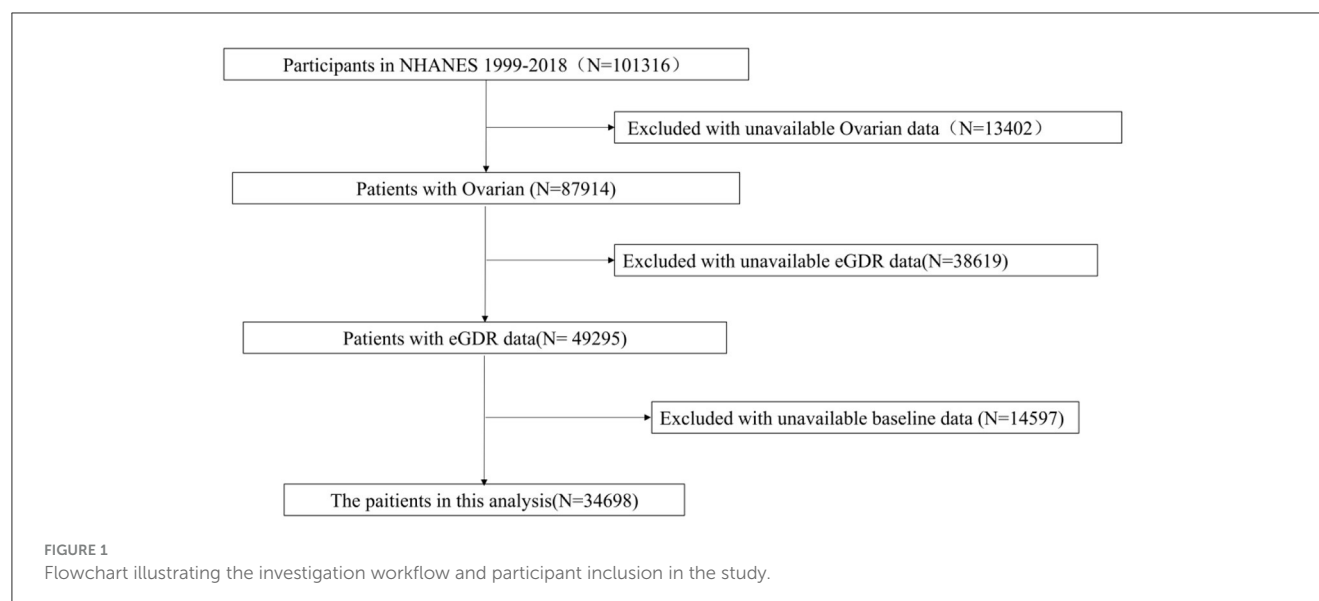 Participants in NHANES 1999-2018（N=101316）
Excluded with unavailable Ovarian data（N=13402）
Patients with Ovarian (N=87914)
Excluded with unavailable eGDR data(N=38619)
Patients with eGDR data(N= 49295)
Excluded with unavailable baseline data (N=14597)
The paitients in this analysis(N=34698)
FIGURE 1
Flowchart illustrating the investigation workflow and participant inclusion in the study.